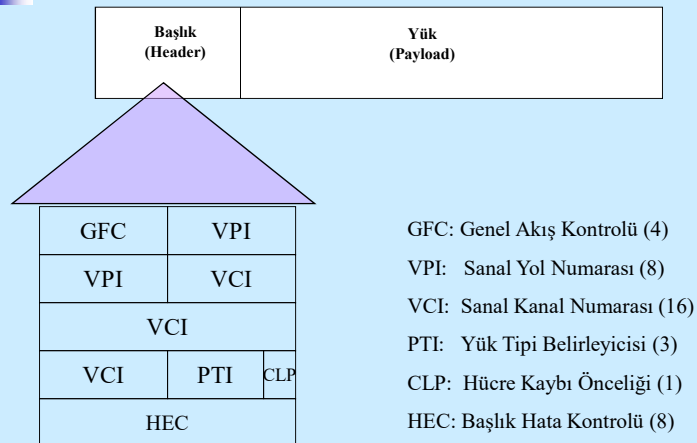 Başlık
(Header)
Yük
(Payload)
GFC VPI
VPI VCI
VCI
VCI PTI CLP
HEC
GFC: Genel Akış Kontrolü (4)
VPI: Sanal Yol Numarası (8)
VCI: Sanal Kanal Numarası (16)
PTI: Yük Tipi Belirleyicisi (3)
CLP: Hücre Kaybı Önceliği (1)
HEC: Başlık Hata Kontrolü (8)